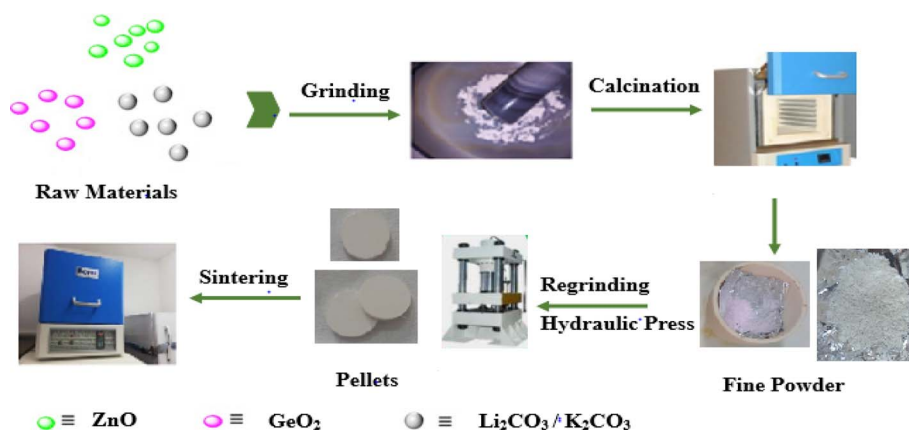 Grinding
Calcination
Raw Materials
Sintering
Regrinding
Hydraulic Press
Pellets
Fine Powder
≡ ZnO ≡ GeO₂ ≡ Li₂CO₃ / K₂CO₃